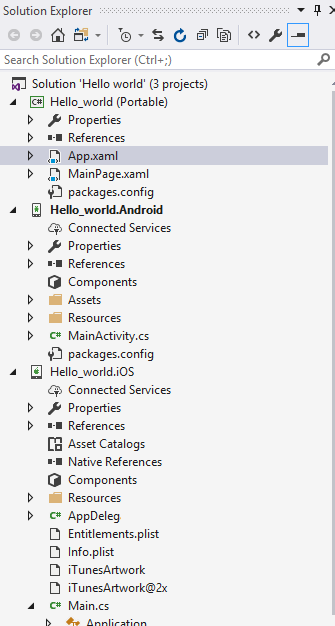 Solution Explorer
Search Solution Explorer (Ctrl+;)
Solution 'Hello world' (3 projects)
C# Hello_world (Portable)
Properties
References
App.xaml
MainPage.xaml
packages.config
Hello_world.Android
Connected Services
Properties
References
Components
Assets
Resources
C# MainActivity.cs
packages.config
Hello_world.iOS
Connected Services
Properties
References
Asset Catalogs
Native References
Components
Resources
C# AppDeleg
Entitlements.plist
Info.plist
iTunesArtwork
iTunesArtwork@2x
C# Main.cs
Application